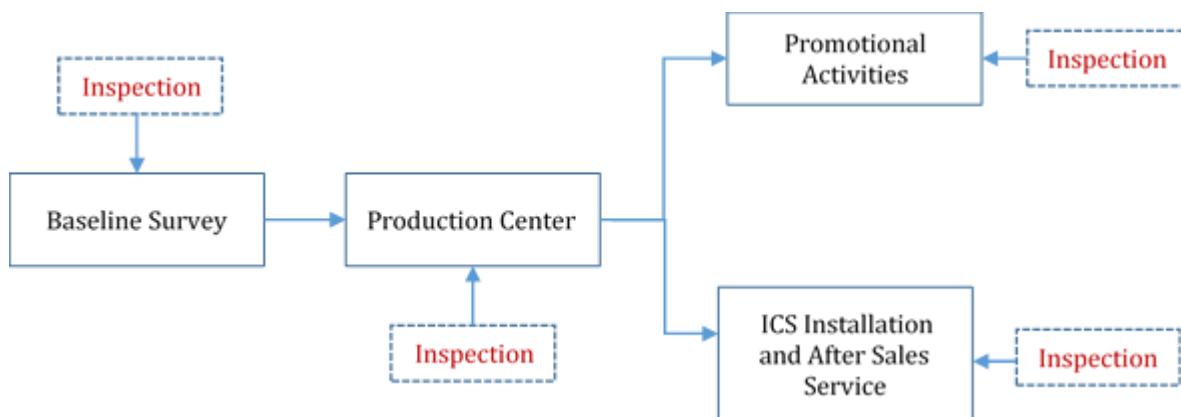 Promotional
Activities
Inspection
Inspection
Baseline Survey
Production Center
Inspection
ICS Installation
and After Sales
Service
Inspection